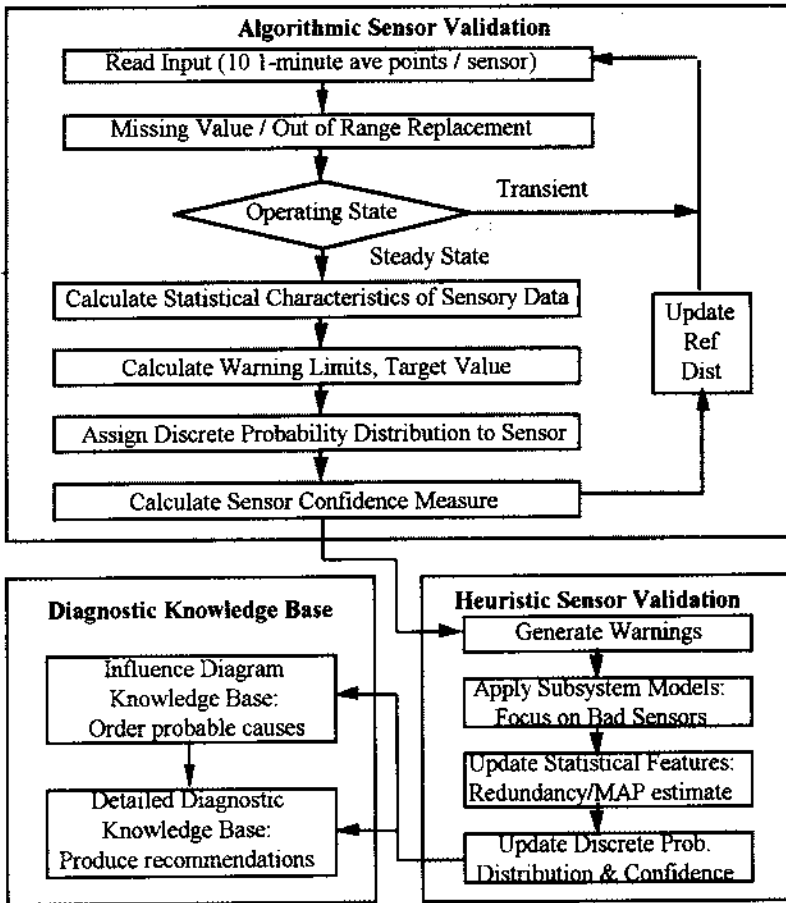 Algorithmic Sensor Validation
Read Input (10 1-minute ave points / sensor)
Missing Value / Out of Range Replacement
Operating State
Transient
Steady State
Calculate Statistical Characteristics of Sensory Data
Calculate Warning Limits, Target Value
Assign Discrete Probability Distribution to Sensor
Calculate Sensor Confidence Measure
Update
Ref
Dist
Diagnostic Knowledge Base
Influence Diagram
Knowledge Base:
Order probable causes
Detailed Diagnostic
Knowledge Base:
Produce recommendations
Heuristic Sensor Validation
Generate Warnings
Apply Subsystem Models:
Focus on Bad Sensors
Update Statistical Features:
Redundancy/MAP estimate
Update Discrete Prob.
Distribution & Confidence